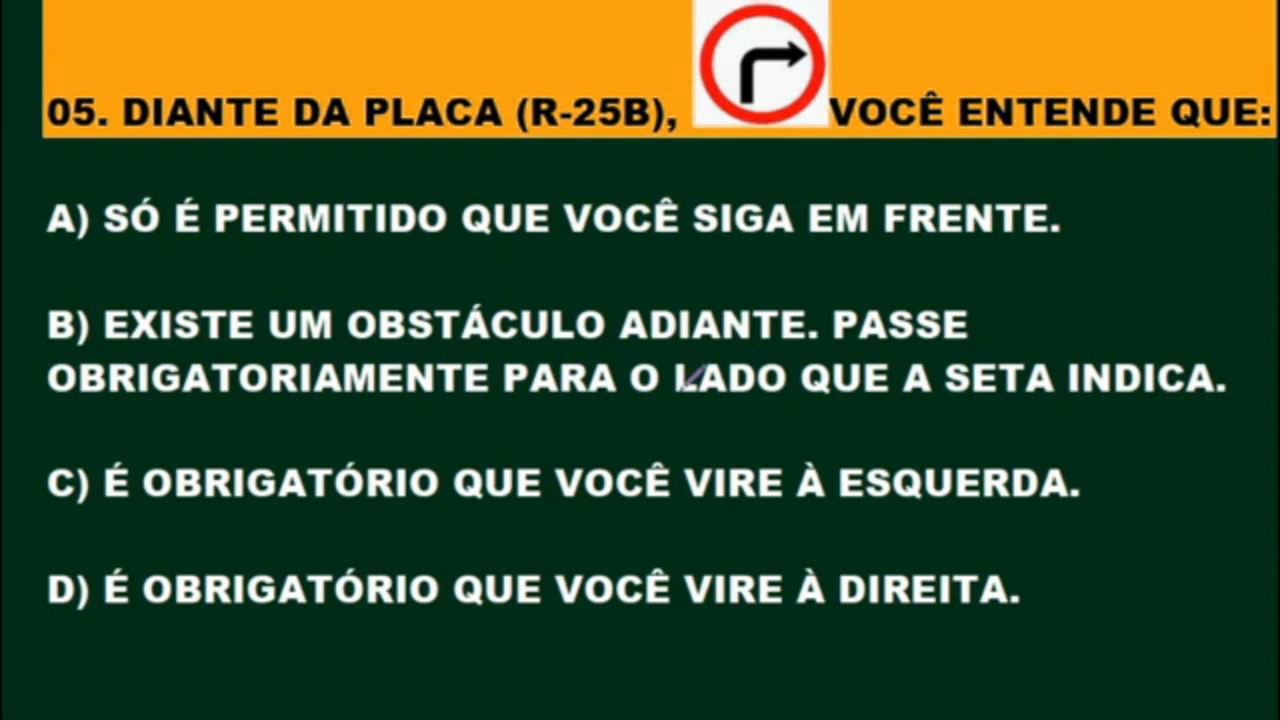 05. DIANTE DA PLACA (R-25B), VOCÊ ENTENDE QUE:
A) SÓ É PERMITIDO QUE VOCÊ SIGA EM FRENTE.
B) EXISTE UM OBSTÁCULO ADIANTE. PASSE
OBRIGATORIAMENTE PARA O LADO QUE A SETA INDICA.
C) É OBRIGATÓRIO QUE VOCÊ VIRE À ESQUERDA.
D) É OBRIGATÓRIO QUE VOCÊ VIRE À DIREITA.